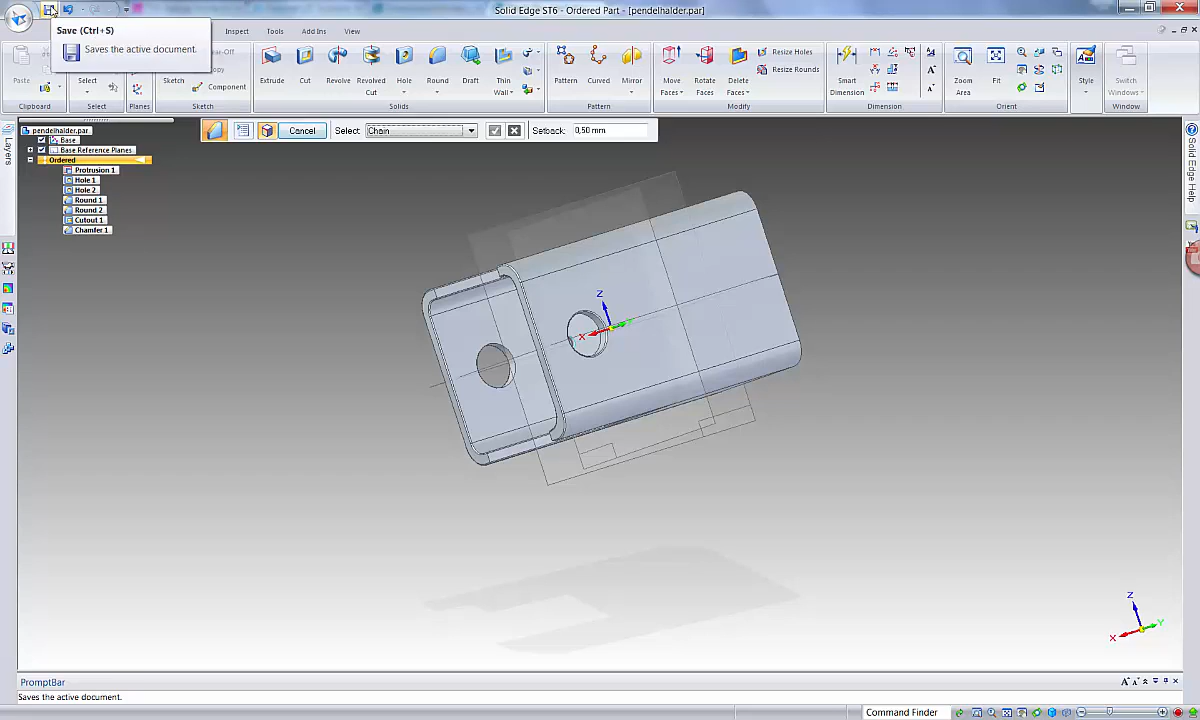 Solid Edge ST6 - Ordered Part - [pendelhalder.par]
Save (Ctrl+S)
Saves the active document.
Inspect Tools Add Ins View
Paste Select Sketch Component Extrude Cut Revolve Revolved Cut Hole Round Draft Thin Wall Pattern Curved Mirror Move Faces Rotate Faces Delete Faces Resize Holes Resize Rounds Smart Dimension Zoom Area Fit Style Switch Windows
Clipboard Select Planes Sketch Solids Pattern Modify Dimension Orient Window
Cancel Select: Chain Setback: 0,50 mm
Layers
pendelhalder.par
Base
Base Reference Planes
Ordered
Protrusion 1
Hole 1
Hole 2
Round 1
Round 2
Cutout 1
Chamfer 1
Solid Edge Help
Z
X
Y
Z
X
Y
PromptBar
Saves the active document.
Command Finder